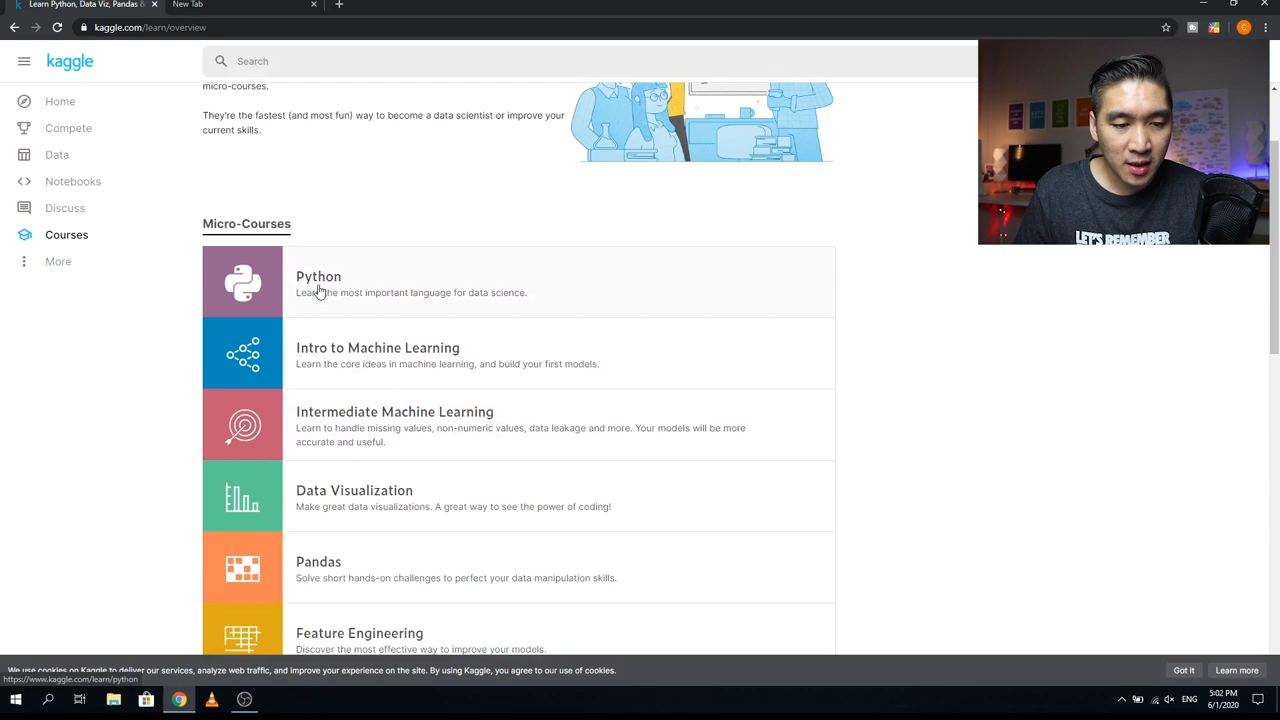 Learn Python, Data Viz, Pandas &
New Tab
kaggle.com/learn/overview
C
kaggle
Search
Home
Compete
Data
Notebooks
Discuss
Courses
More
micro-courses.
They're the fastest (and most fun) way to become a data scientist or improve your
current skills.
Micro-Courses
Python
Learn the most important language for data science.
Intro to Machine Learning
Learn the core ideas in machine learning, and build your first models.
Intermediate Machine Learning
Learn to handle missing values, non-numeric values, data leakage and more. Your models will be more
accurate and useful.
Data Visualization
Make great data visualizations. A great way to see the power of coding!
Pandas
Solve short hands-on challenges to perfect your data manipulation skills.
Feature Engineering
Discover the most effective way to improve your models.
LET'S REMEMBER
We use cookies on Kaggle to deliver our services, analyze web traffic, and improve your experience on the site. By using Kaggle, you agree to our use of cookies.
Got it
Learn more
https://www.kaggle.com/learn/python
ENG
5:02 PM
6/1/2020